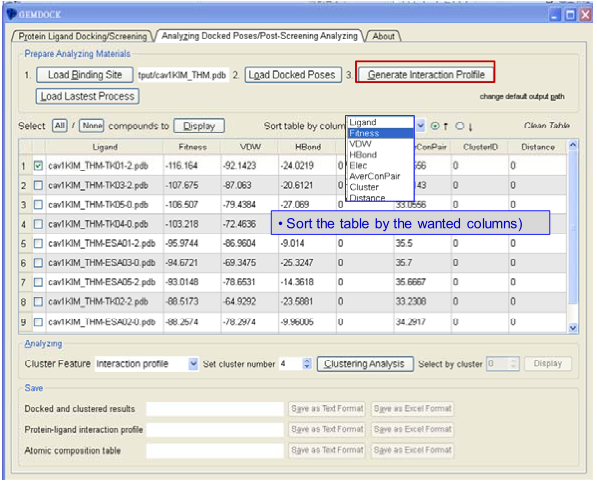 GEMDOCK
Protein Ligand Docking/Screening Analyzing Docked Poses/Post-Screening Analyzing About
Prepare Analyzing Materials
1. Load Binding Site tput/cav1KIM_THM.pdb 2. Load Docked Poses 3. Generate Interaction Prolfile
Load Lastest Process change default output path
Select All / None compounds to Display Sort table by colum Clean Table
Ligand
Fitness
VDW
HBond
Elec
AverConPair
Cluster
Distance
Ligand Fitness VDW HBond erConPair ClusterID Distance
1 cav1KIM_THM-TK01-2.pdb -116.164 -92.1423 -24.0219 0 0
2 cav1KIM_THM-TK03-2.pdb -107.675 -87.063 -20.6121 0 0
3 cav1KIM_THM-TK05-0.pdb -106.507 -79.4384 -27.069 33.0556 0 0
4 cav1KIM_THM-TK04-0.pdb -103.218 -72.4636
• Sort the table by the wanted columns)
5 cav1KIM_THM-ESA01-2.pdb -95.9744 -86.9604 -9.014 0 35.5 0 0
6 cav1KIM_THM-ESA03-0.pdb -94.6721 -69.3475 -25.3247 0 35.7 0 0
7 cav1KIM_THM-ESA05-2.pdb -93.0148 -78.6531 -14.3618 0 35.6667 0 0
8 cav1KIM_THM-TK02-2.pdb -88.5173 -64.9292 -23.5881 0 33.2308 0 0
9 cav1KIM_THM-ESA02-0.pdb -88.2574 -78.2974 -9.96005 0 34.2917 0 0
Analyzing
Cluster Feature Interaction profile Set cluster number 4 Clustering Analysis Select by cluster 0 Display
Save
Docked and clustered results Save as Text Format Save as Excel Format
Protein-ligand interaction profile Save as Text Format Save as Excel Format
Atomic composition table Save as Text Format Save as Excel Format